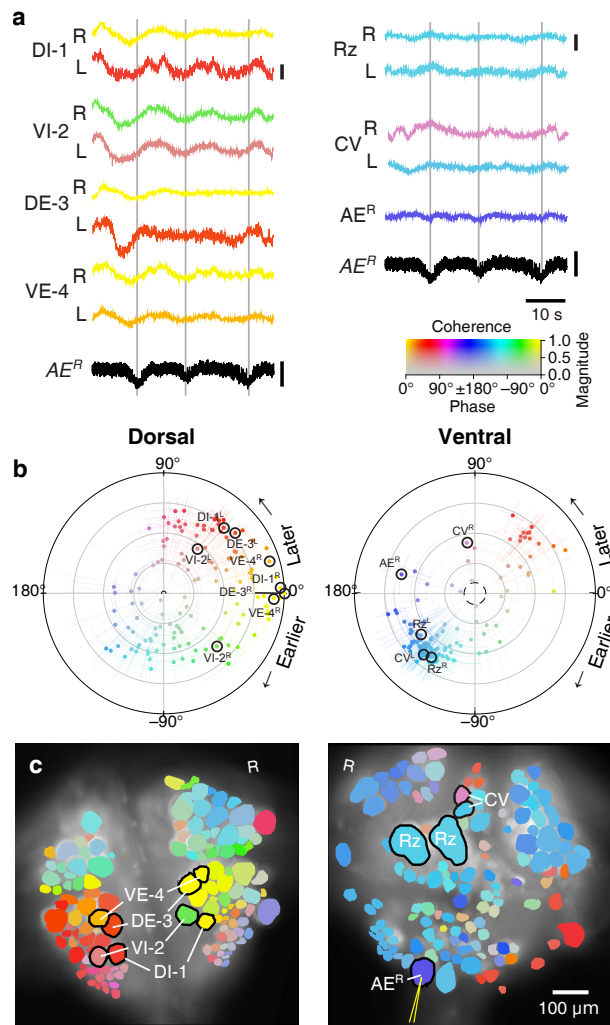 a
DI-1
R
L
VI-2
R
L
DE-3
R
L
VE-4
R
L
AE^R
Rz
R
L
CV
R
L
AE^R
AE^R
10 s
Coherence
1.0
0.5
0.0
Magnitude
0° 90° ±180° −90° 0°
Phase
b
Dorsal
90°
180°
0°
−90°
Later
Earlier
DI-1^L
DE-3^L
VI-2^L
VE-4^R
DI-1^R
DE-3^R
VE-4^R
VI-2^R
Ventral
90°
180°
0°
−90°
Later
Earlier
CV^R
AE^R
Rz^L
CV^L
Rz^R
c
R
VE-4
DE-3
VI-2
DI-1
R
CV
Rz
Rz
AE^R
100 µm